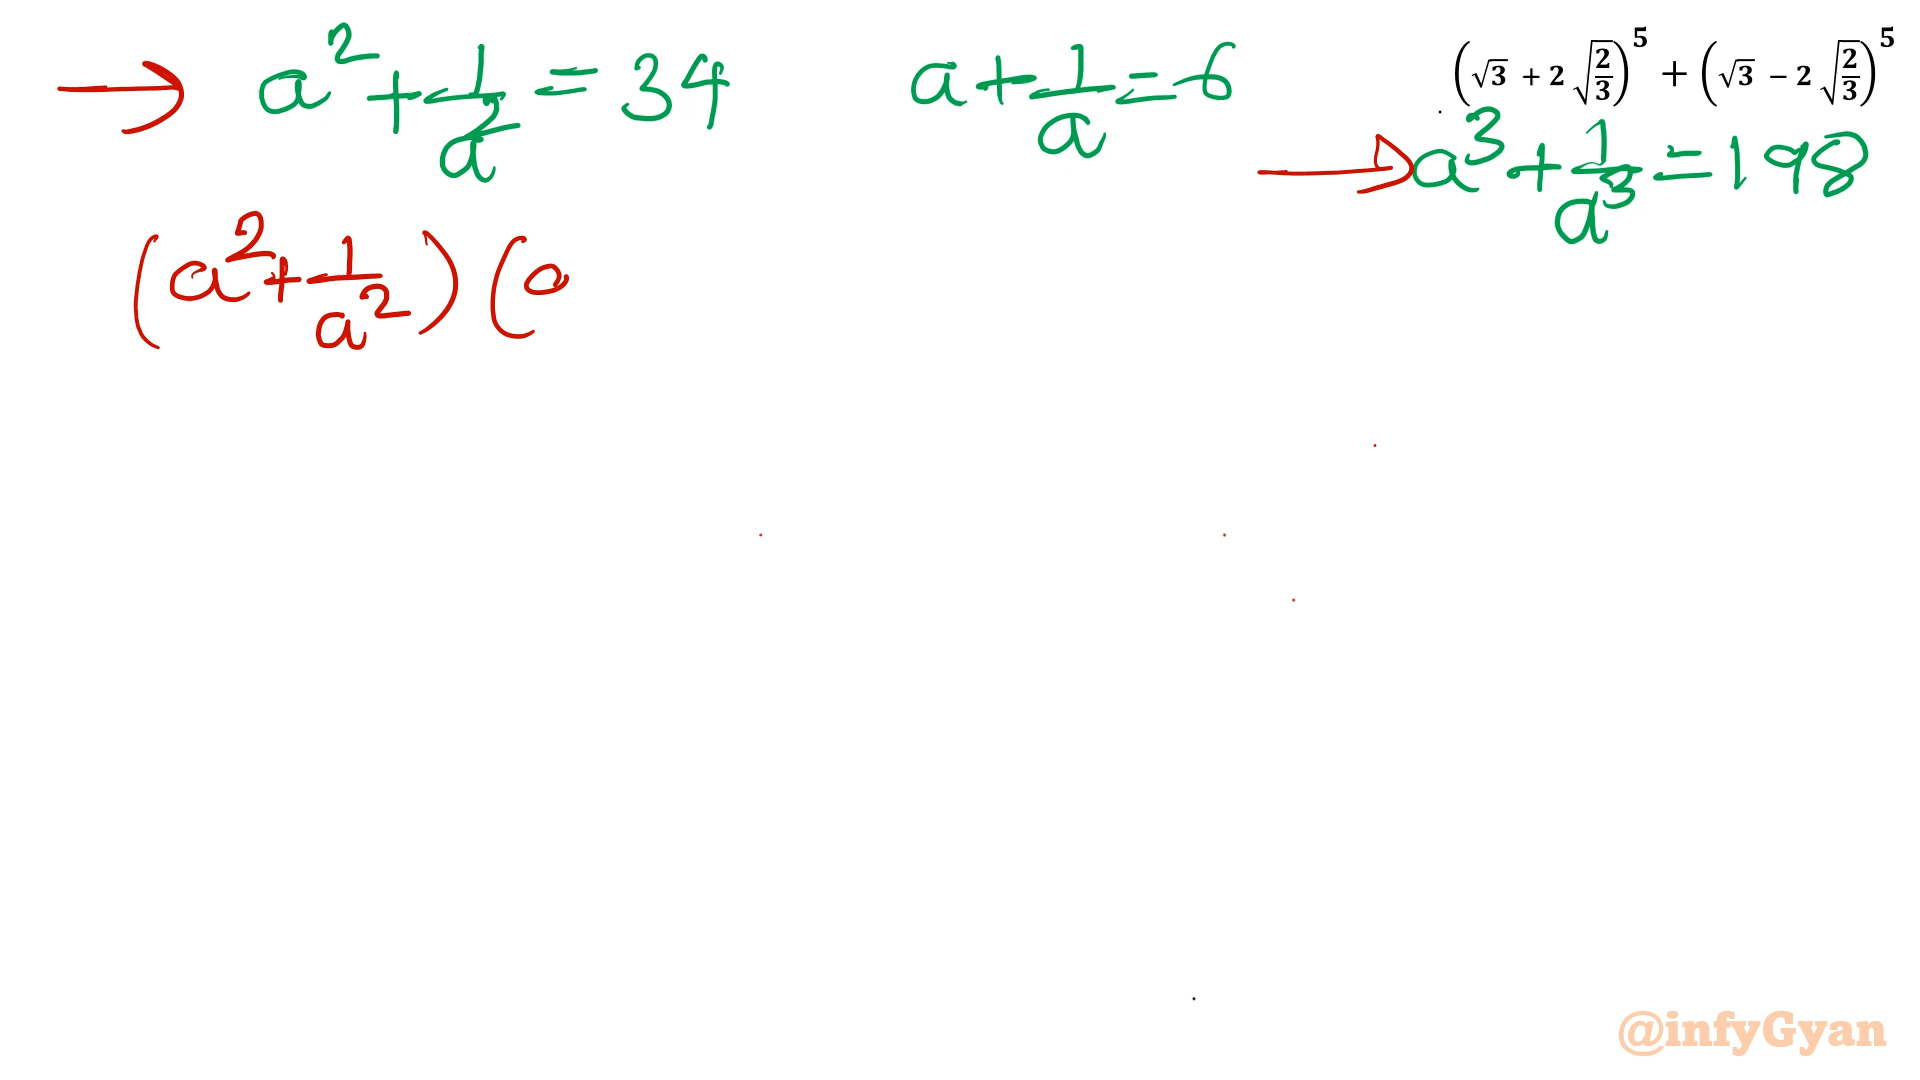 a² + 1/a² = 34
a + 1/a = 6
(√3 + 2√(2/3))⁵ + (√3 − 2√(2/3))⁵
a³ + 1/a³ = 198
(a² + 1/a²)(a
@infyGyan